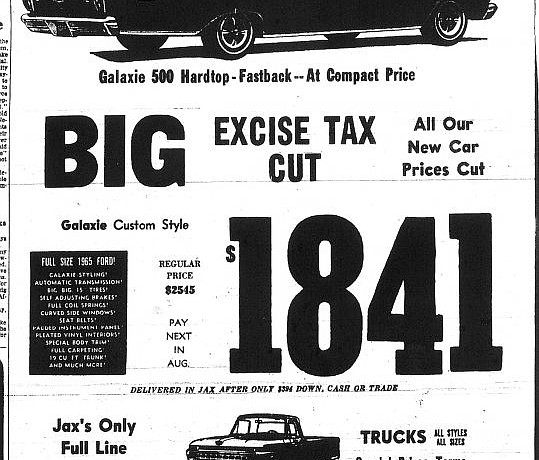 Galaxie 500 Hardtop - Fastback -- At Compact Price
BIG
EXCISE TAX
CUT
All Our
New Car
Prices Cut
Galaxie Custom Style
FULL SIZE 1965 FORD!
GALAXIE STYLING!
AUTOMATIC TRANSMISSION!
BIG BIG 15 TIRES!
SELF ADJUSTING BRAKES!
FULL COIL SPRINGS!
CURVED SIDE WINDOWS!
SEAT BELTS!
PADDED INSTRUMENT PANEL!
PLEATED VINYL INTERIORS!
SPECIAL BODY TRIM!
FULL CARPETING!
19 CU FT TRUNK!
AND MUCH MORE!
REGULAR
PRICE
$2545
PAY
NEXT
IN
AUG.
$1841
DELIVERED IN JAX AFTER ONLY $394 DOWN, CASH OR TRADE
Jax's Only
Full Line
TRUCKS ALL STYLES
ALL SIZES